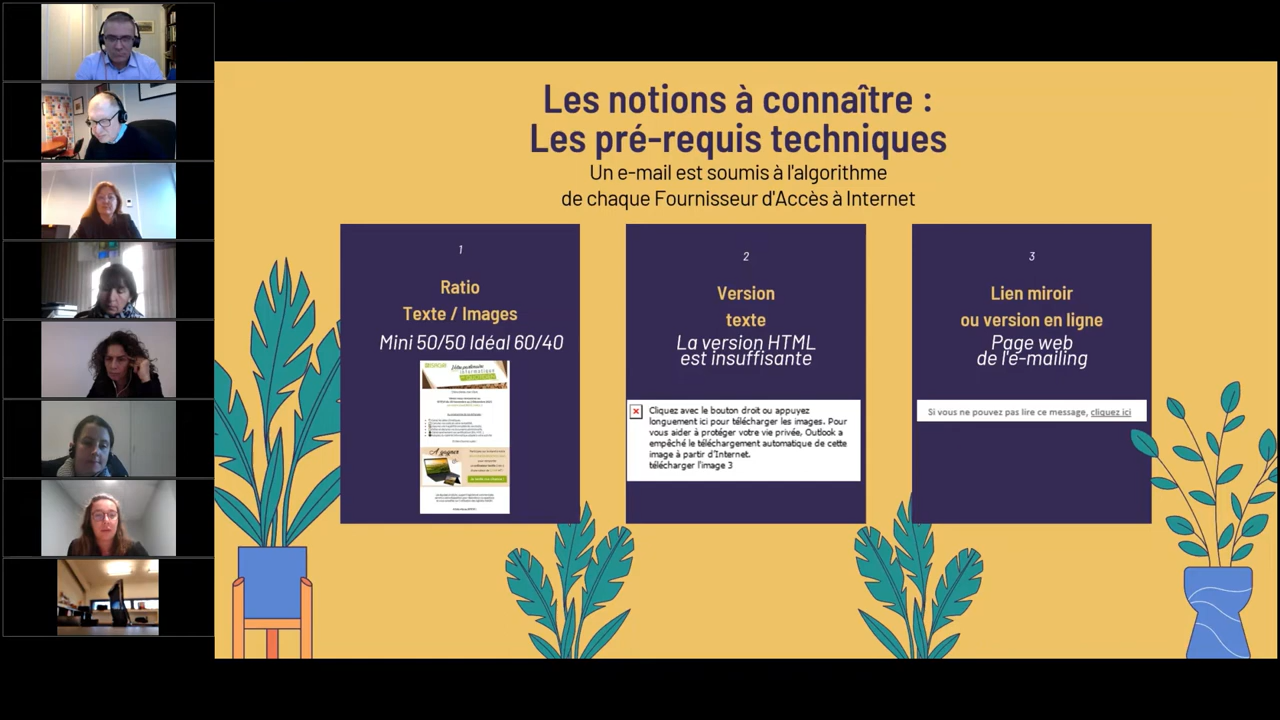 Les notions à connaître :
Les pré-requis techniques
Un e-mail est soumis à l'algorithme
de chaque Fournisseur d'Accès à Internet
1
Ratio
Texte / Images
Mini 50/50 Idéal 60/40
Votre partenaire
informatique
A gagner
2
Version
texte
La version HTML
est insuffisante
Cliquez avec le bouton droit ou appuyez
longuement ici pour télécharger les images. Pour
vous aider à protéger votre vie privée, Outlook a
empêché le téléchargement automatique de cette
image à partir d'Internet.
télécharger l'image 3
3
Lien miroir
ou version en ligne
Page web
de l'e-mailing
Si vous ne pouvez pas lire ce message, cliquez ici